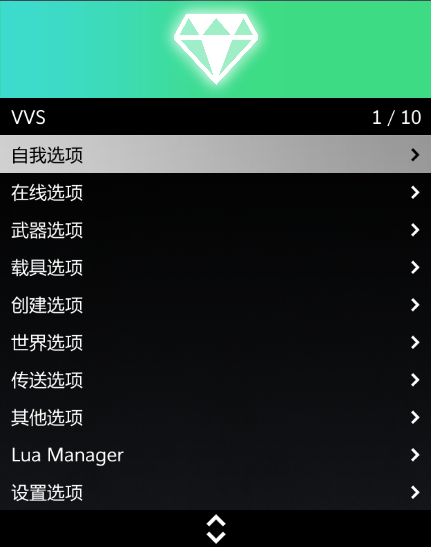 VVS 1 / 10
自我选项
在线选项
武器选项
载具选项
创建选项
世界选项
传送选项
其他选项
Lua Manager
设置选项